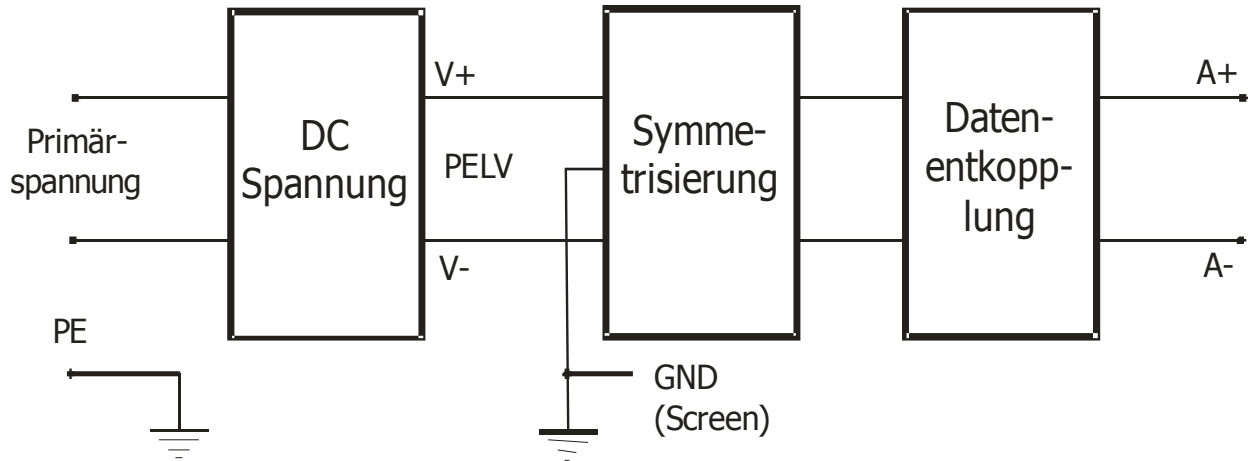 Primär-
spannung
PE
DC
Spannung
V+
PELV
V-
Symme-
trisierung
GND
(Screen)
Daten-
entkopp-
lung
A+
A-